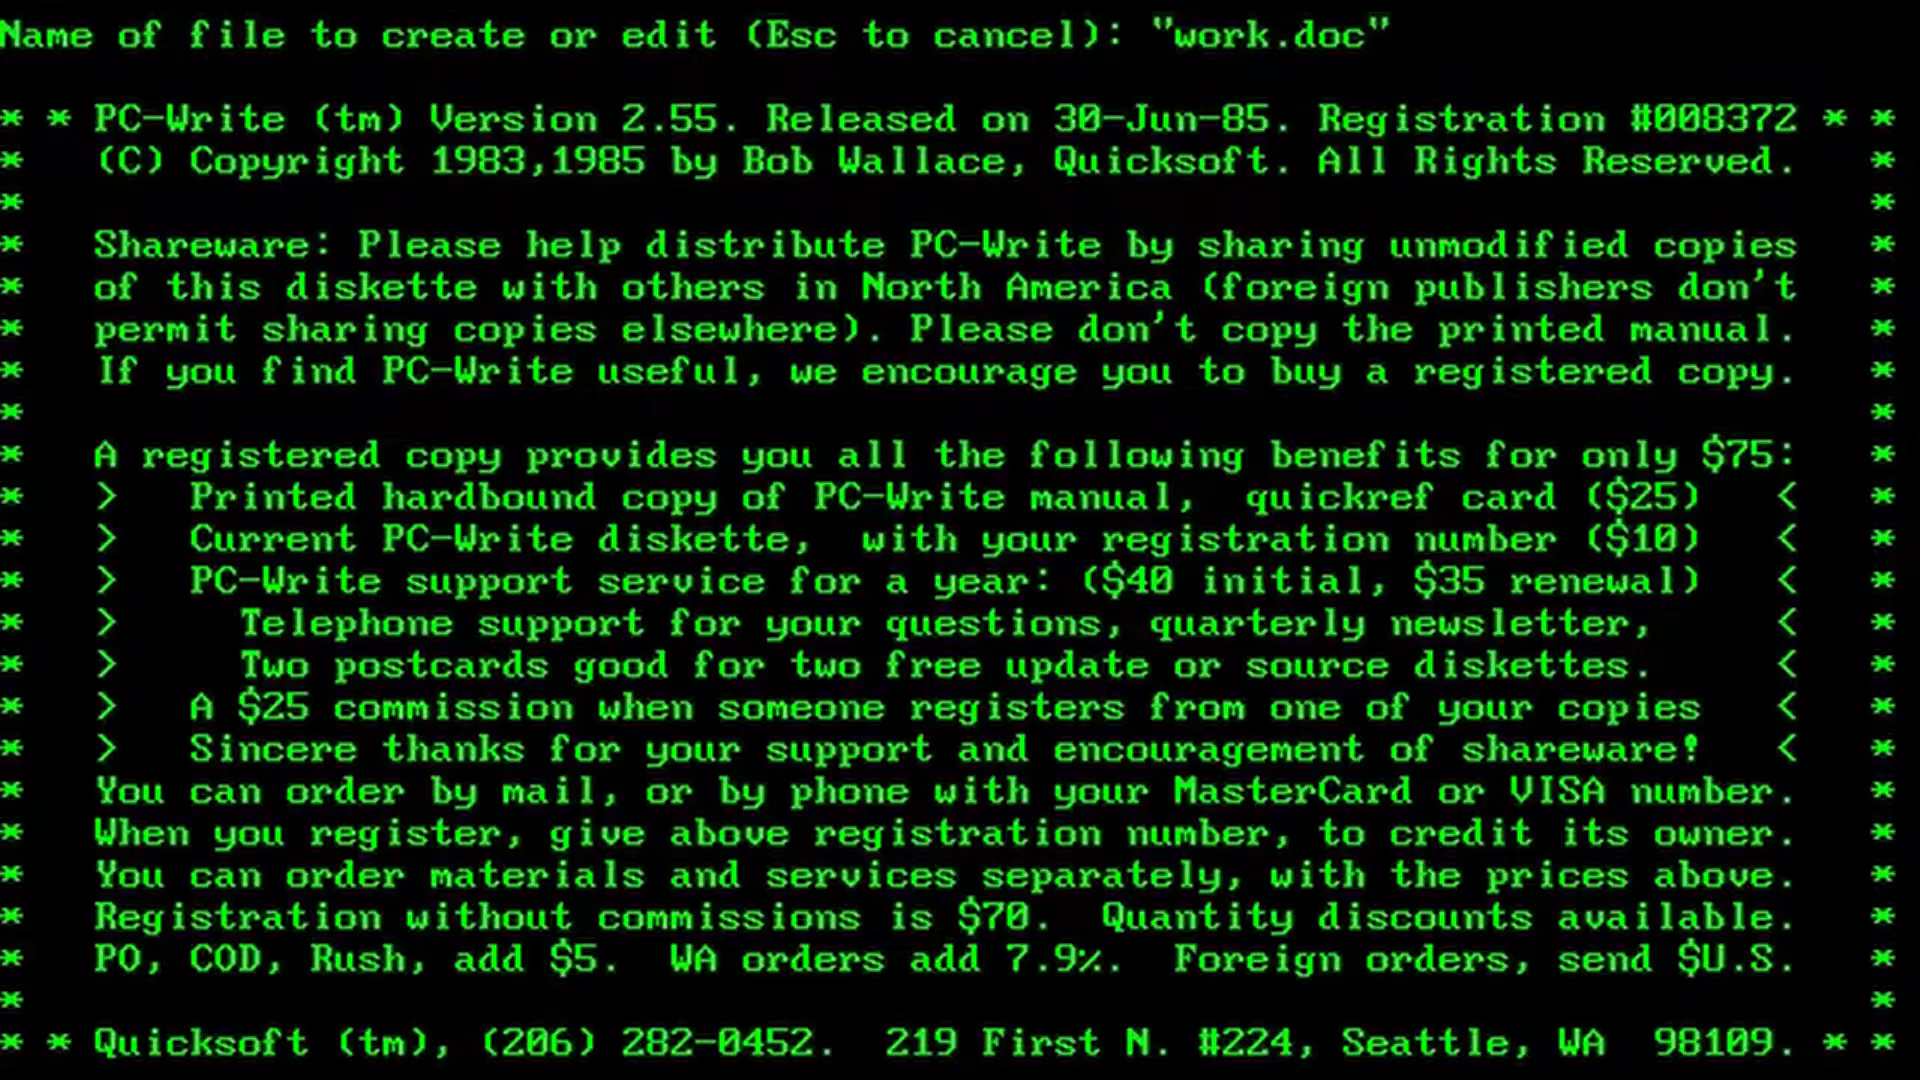 Name of file to create or edit (Esc to cancel): "work.doc"
* * PC-Write (tm) Version 2.55. Released on 30-Jun-85. Registration #008372 * *
*   (C) Copyright 1983,1985 by Bob Wallace, Quicksoft. All Rights Reserved.   *
*                                                                             *
*   Shareware: Please help distribute PC-Write by sharing unmodified copies   *
*   of this diskette with others in North America (foreign publishers don't   *
*   permit sharing copies elsewhere). Please don't copy the printed manual.   *
*   If you find PC-Write useful, we encourage you to buy a registered copy.   *
*                                                                             *
*   A registered copy provides you all the following benefits for only $75:   *
*   >   Printed hardbound copy of PC-Write manual,  quickref card ($25)   <   *
*   >   Current PC-Write diskette,  with your registration number ($10)   <   *
*   >   PC-Write support service for a year: ($40 initial, $35 renewal)   <   *
*   >     Telephone support for your questions, quarterly newsletter,     <   *
*   >     Two postcards good for two free update or source diskettes.     <   *
*   >   A $25 commission when someone registers from one of your copies   <   *
*   >   Sincere thanks for your support and encouragement of shareware!   <   *
*   You can order by mail, or by phone with your MasterCard or VISA number.   *
*   When you register, give above registration number, to credit its owner.   *
*   You can order materials and services separately, with the prices above.   *
*   Registration without commissions is $70.  Quantity discounts available.   *
*   PO, COD, Rush, add $5.  WA orders add 7.9%.  Foreign orders, send $U.S.   *
*                                                                             *
* * Quicksoft (tm), (206) 282-0452.  219 First N. #224, Seattle, WA  98109. * *